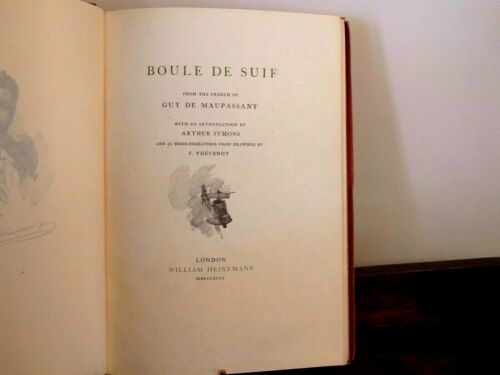 BOULE DE SUIF
FROM THE FRENCH OF
GUY DE MAUPASSANT
WITH AN INTRODUCTION BY
ARTHUR SYMONS
AND 56 WOOD-ENGRAVINGS FROM DRAWINGS BY
F. THÉVENOT
LONDON
WILLIAM HEINEMANN
MDCCCXCIX